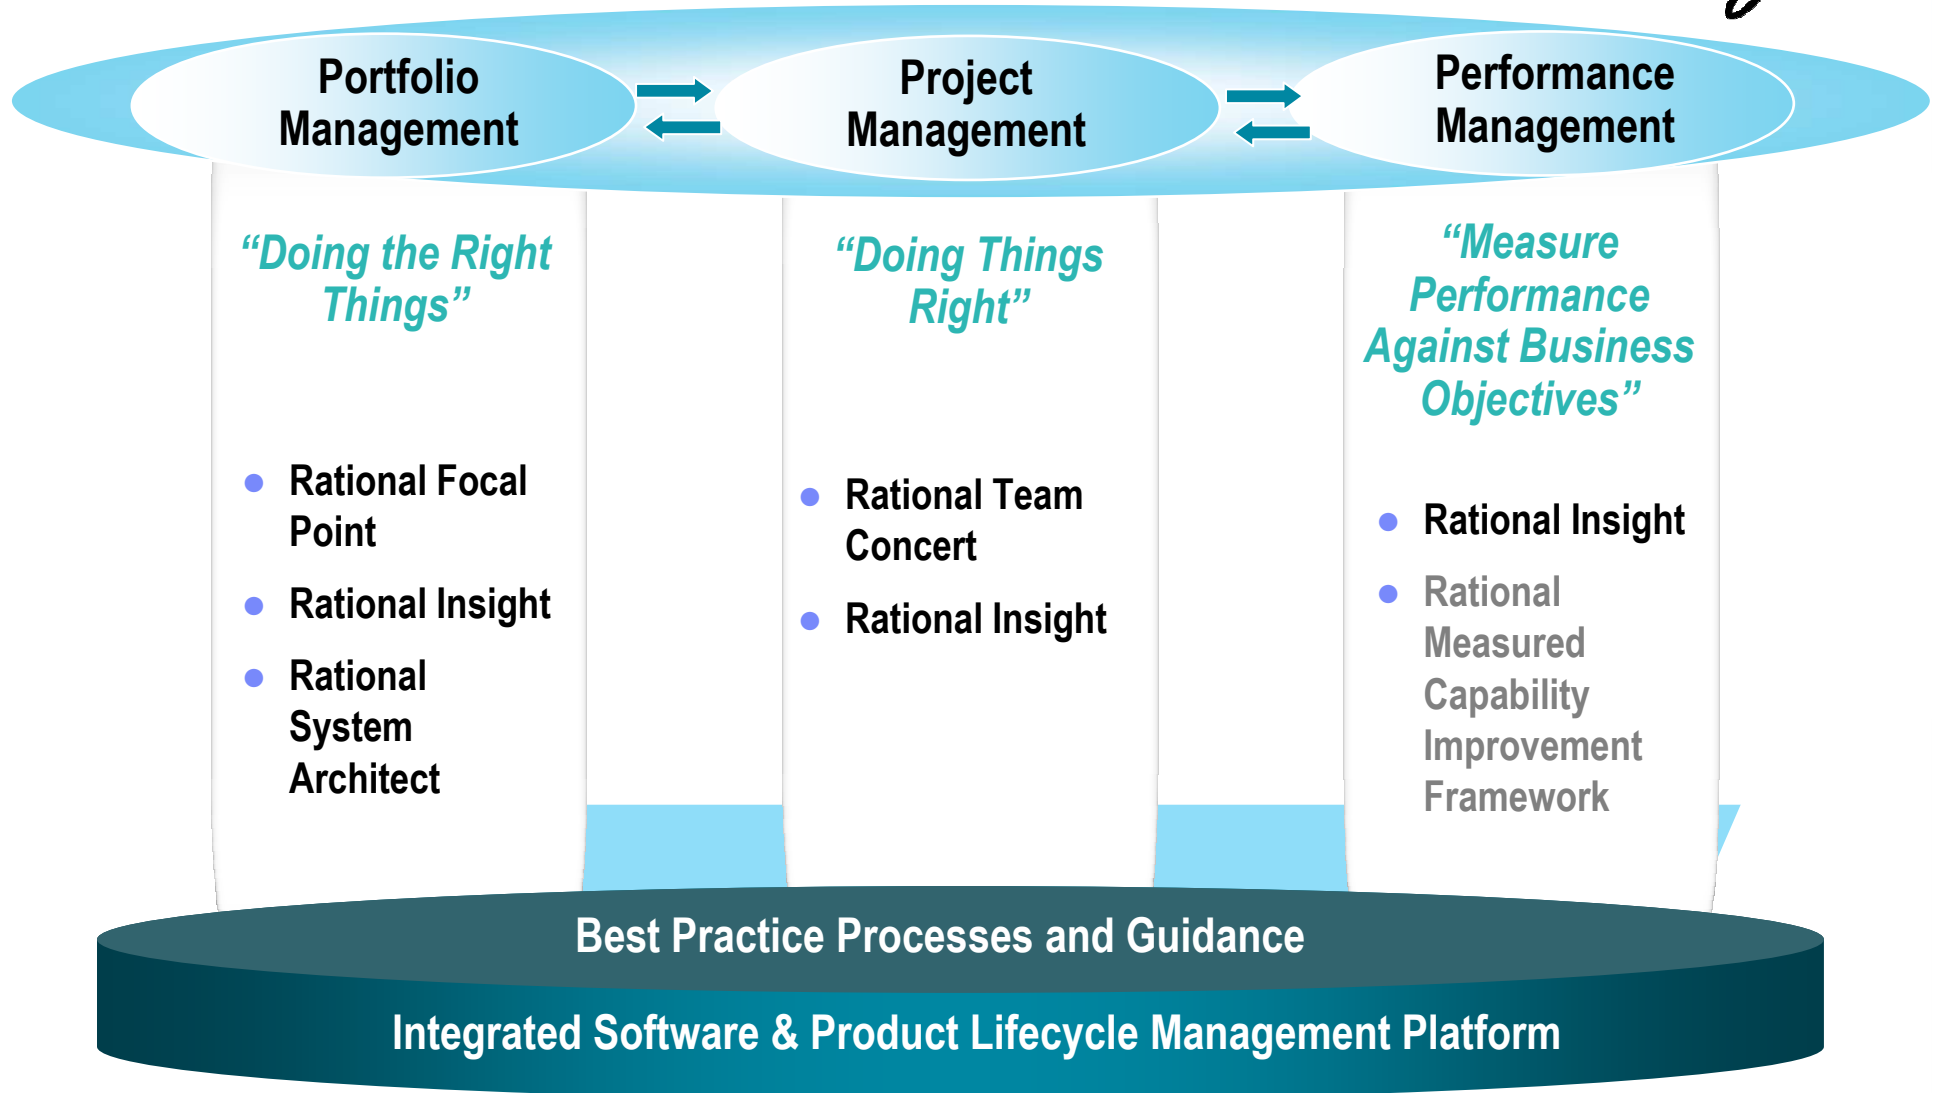 Portfolio
Management
Project
Management
Performance
Management
“Doing the Right
Things”
“Doing Things
Right”
“Measure
Performance
Against Business
Objectives”
Rational Focal
Point
Rational Insight
Rational
System
Architect
Rational Team
Concert
Rational Insight
Rational Insight
Rational
Measured
Capability
Improvement
Framework
Best Practice Processes and Guidance
Integrated Software & Product Lifecycle Management Platform